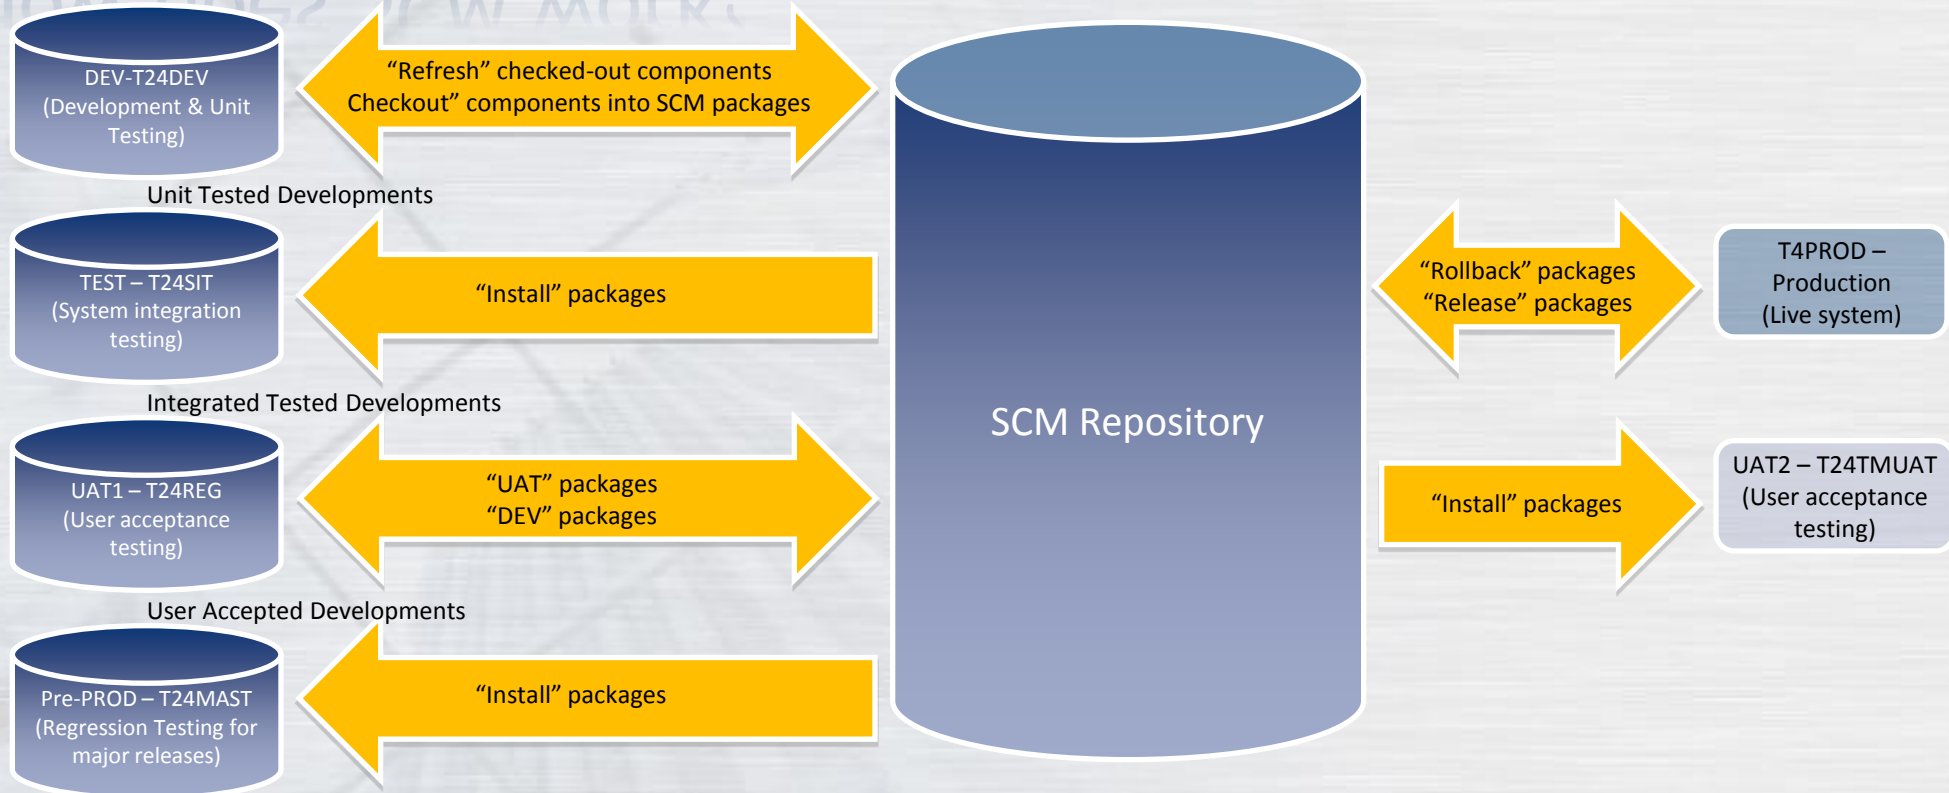 DEV-T24DEV
(Development & Unit
Testing)
“Refresh” checked-out components
Checkout” components into SCM packages
Unit Tested Developments
TEST – T24SIT
(System integration
testing)
“Install” packages
Integrated Tested Developments
UAT1 – T24REG
(User acceptance
testing)
“UAT” packages
“DEV” packages
User Accepted Developments
Pre-PROD – T24MAST
(Regression Testing for
major releases)
“Install” packages
SCM Repository
“Rollback” packages
“Release” packages
T4PROD –
Production
(Live system)
“Install” packages
UAT2 – T24TMUAT
(User acceptance
testing)